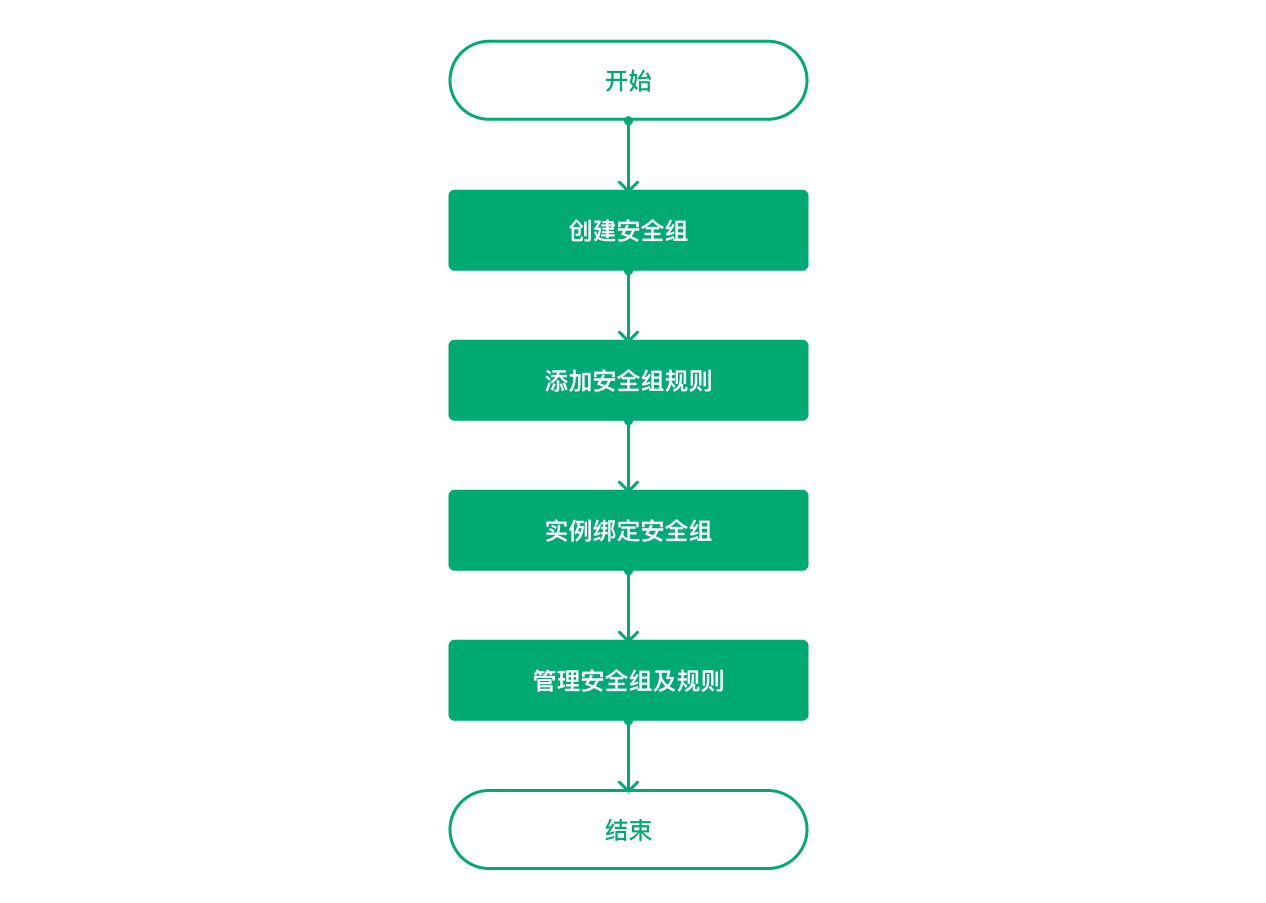 开始
创建安全组
添加安全组规则
实例绑定安全组
管理安全组及规则
结束